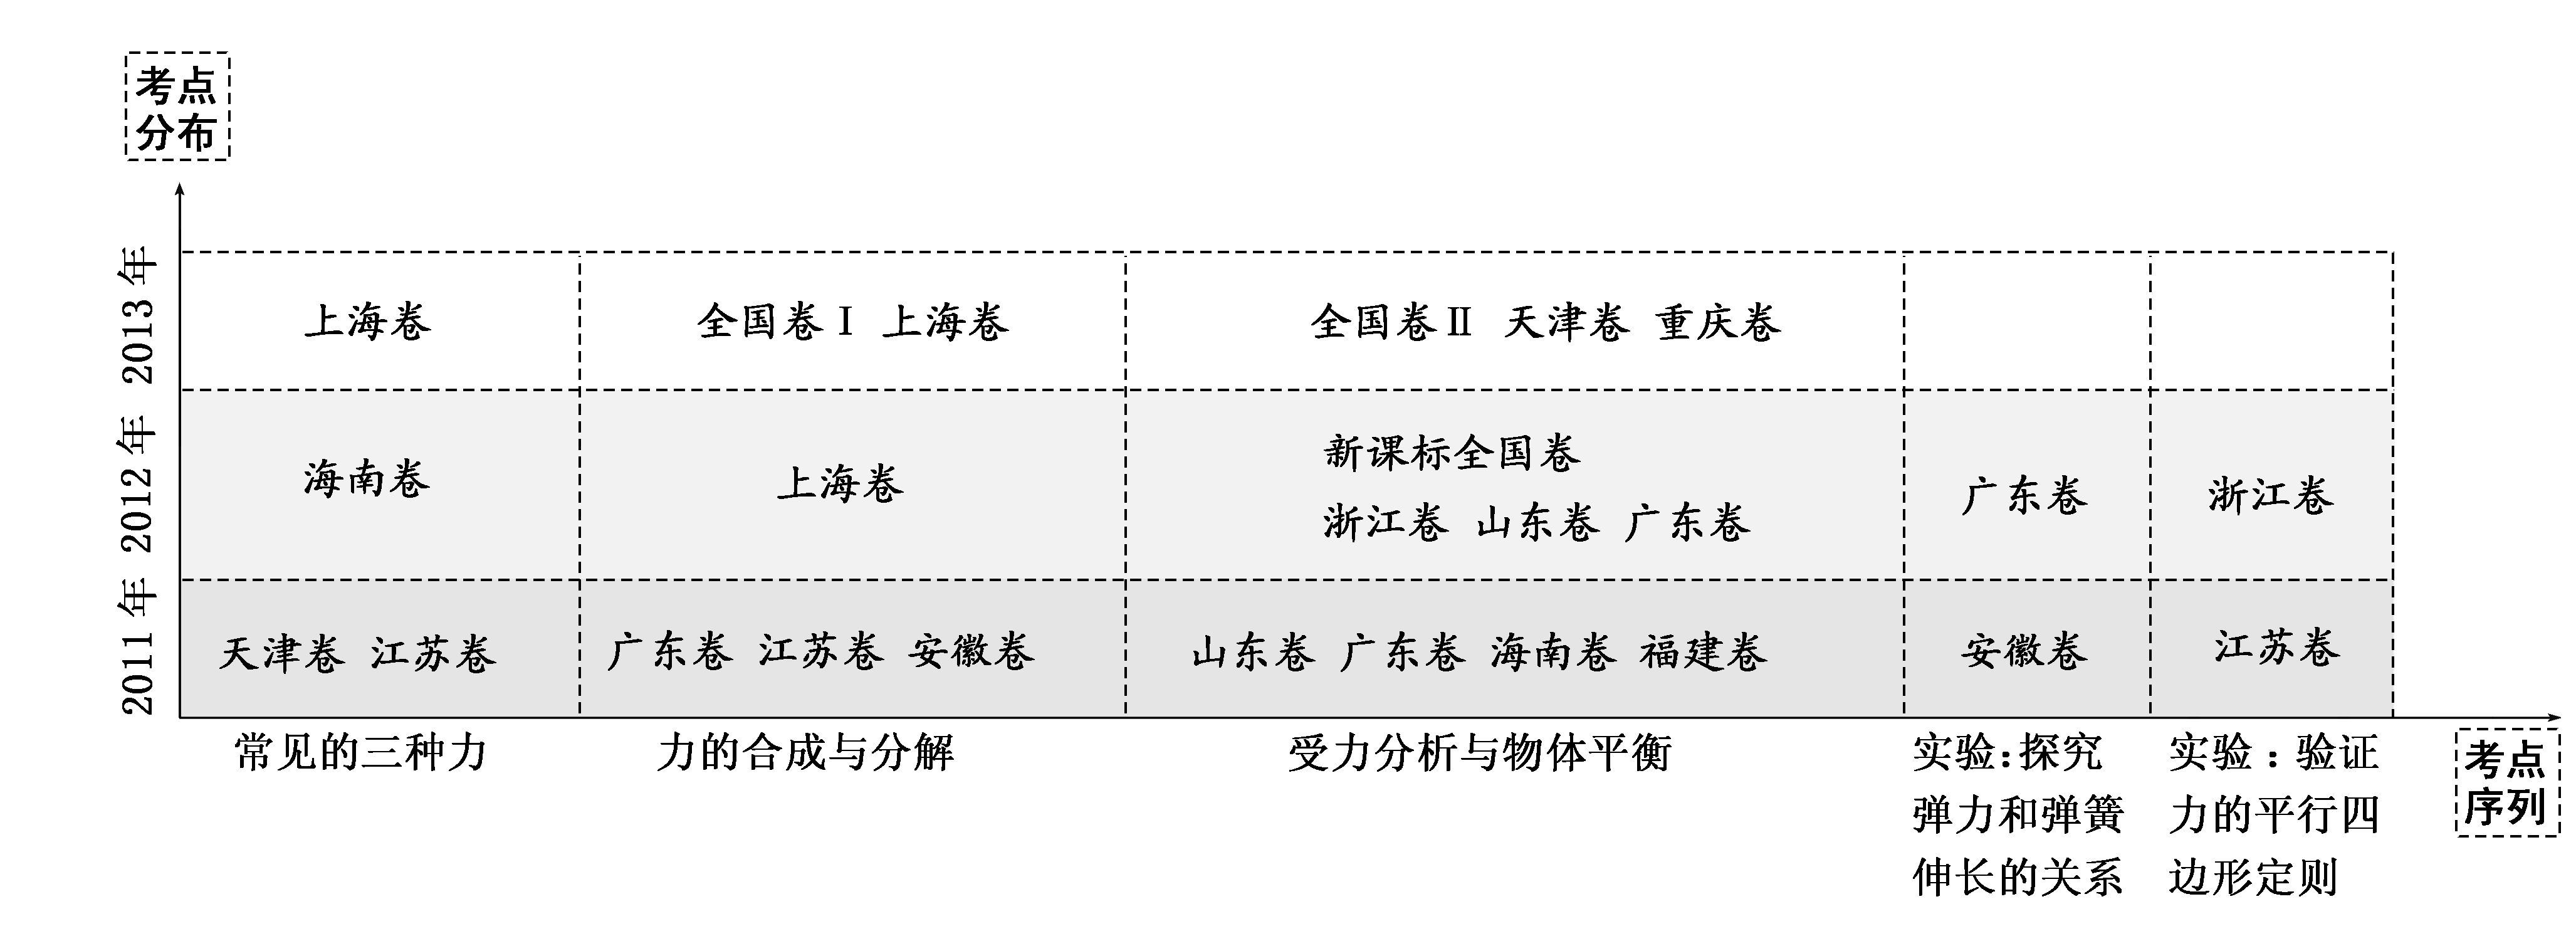 考点
分布
2013年
上海卷
全国卷Ⅰ 上海卷
全国卷Ⅱ 天津卷 重庆卷
2012年
海南卷
上海卷
新课标全国卷
浙江卷 山东卷 广东卷
广东卷
浙江卷
2011年
天津卷 江苏卷
广东卷 江苏卷 安徽卷
山东卷 广东卷 海南卷 福建卷
安徽卷
江苏卷
常见的三种力
力的合成与分解
受力分析与物体平衡
实验:探究
弹力和弹簧
伸长的关系
实验:验证
力的平行四
边形定则
考点
序列